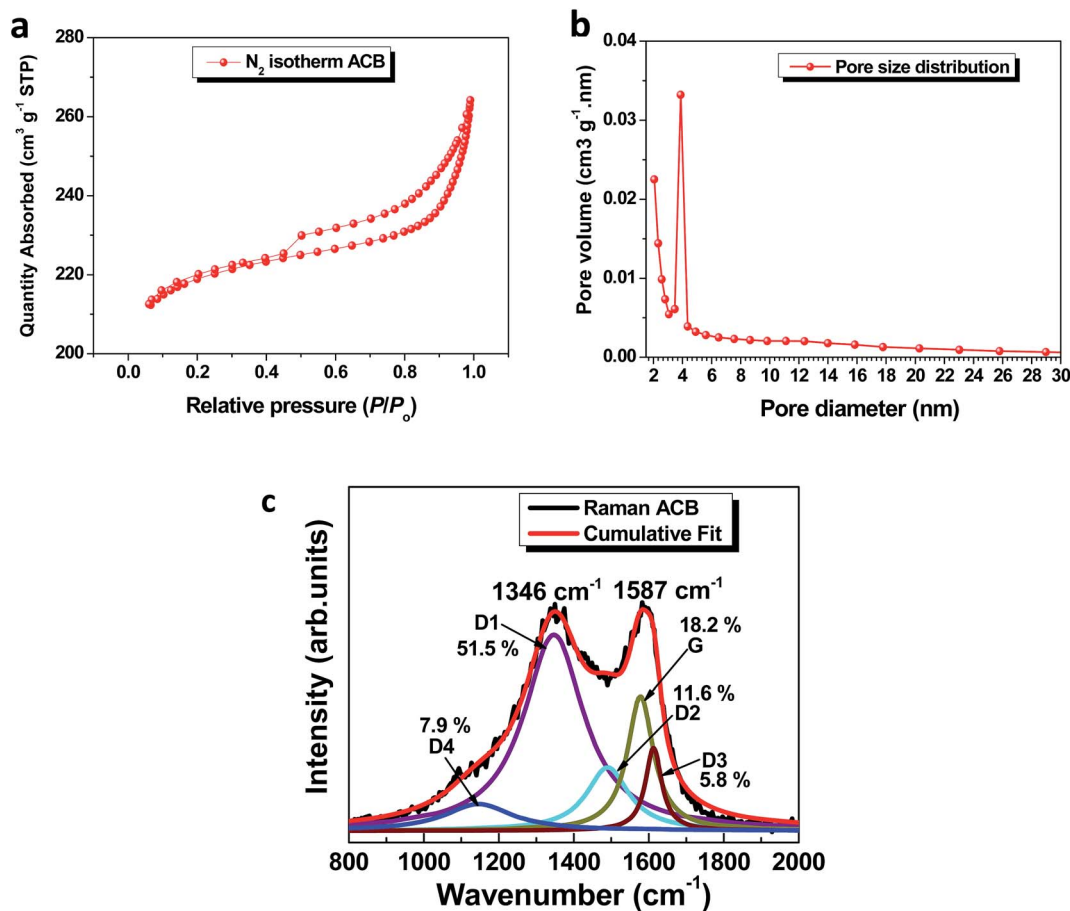 a
N₂ isotherm ACB
Quantity Absorbed (cm³ g⁻¹ STP)
280
260
240
220
200
0.0 0.2 0.4 0.6 0.8 1.0
Relative pressure (P/Pₒ)
b
Pore size distribution
Pore volume (cm3 g⁻¹.nm)
0.04
0.03
0.02
0.01
0.00
2 4 6 8 10 12 14 16 18 20 22 24 26 28 30
Pore diameter (nm)
c
Raman ACB
Cumulative Fit
Intensity (arb.units)
1346 cm⁻¹
1587 cm⁻¹
D1
51.5 %
18.2 %
G
11.6 %
D2
7.9 %
D4
D3
5.8 %
800 1000 1200 1400 1600 1800 2000
Wavenumber (cm⁻¹)